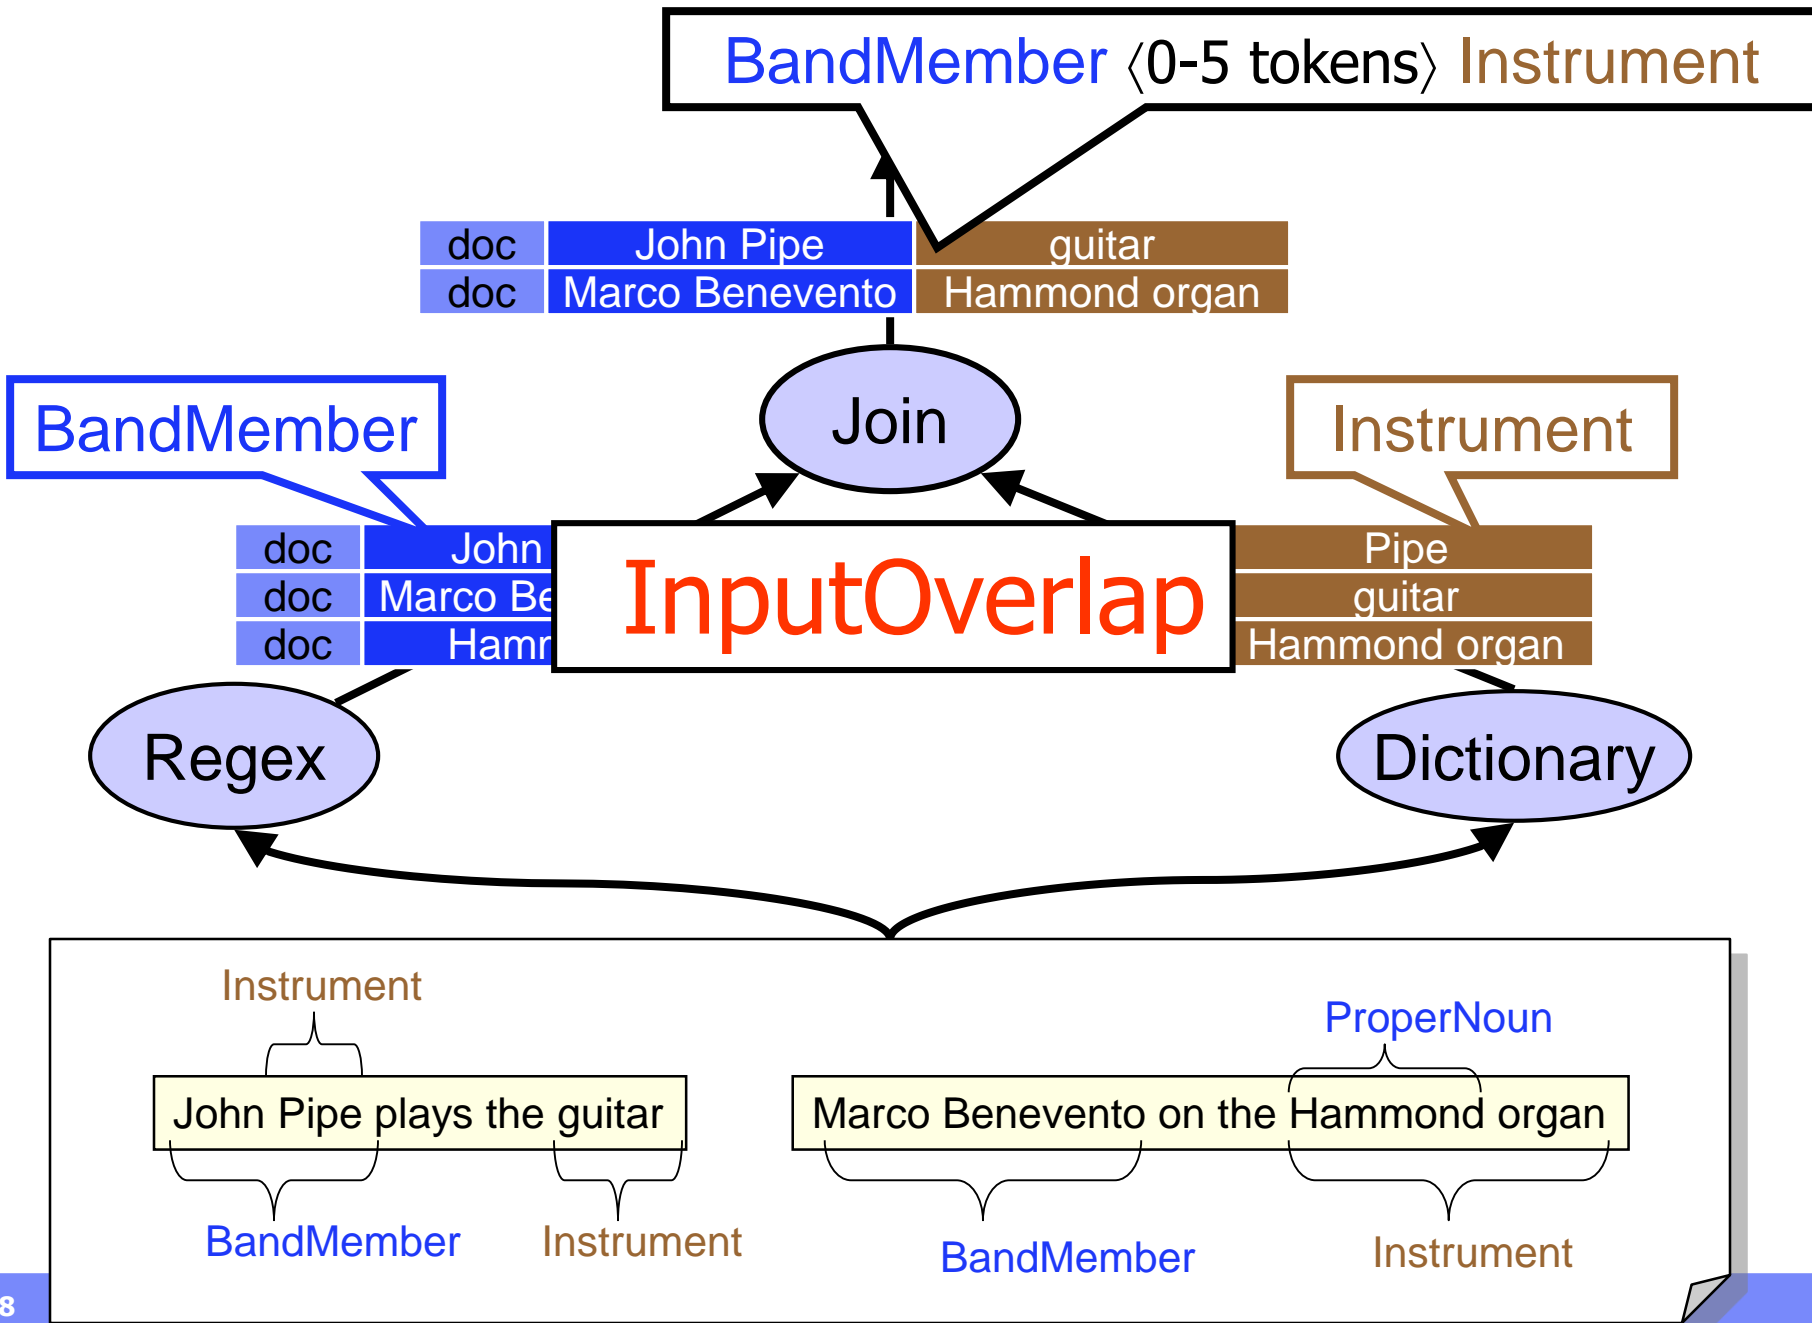 BandMember ⟨0-5 tokens⟩ Instrument
doc John Pipe guitar
doc Marco Benevento Hammond organ
Join
BandMember
Instrument
doc John
doc Marco Be
doc Hamm
InputOverlap
Pipe
guitar
Hammond organ
Regex
Dictionary
Instrument
ProperNoun
John Pipe plays the guitar
Marco Benevento on the Hammond organ
BandMember
Instrument
BandMember
Instrument
8